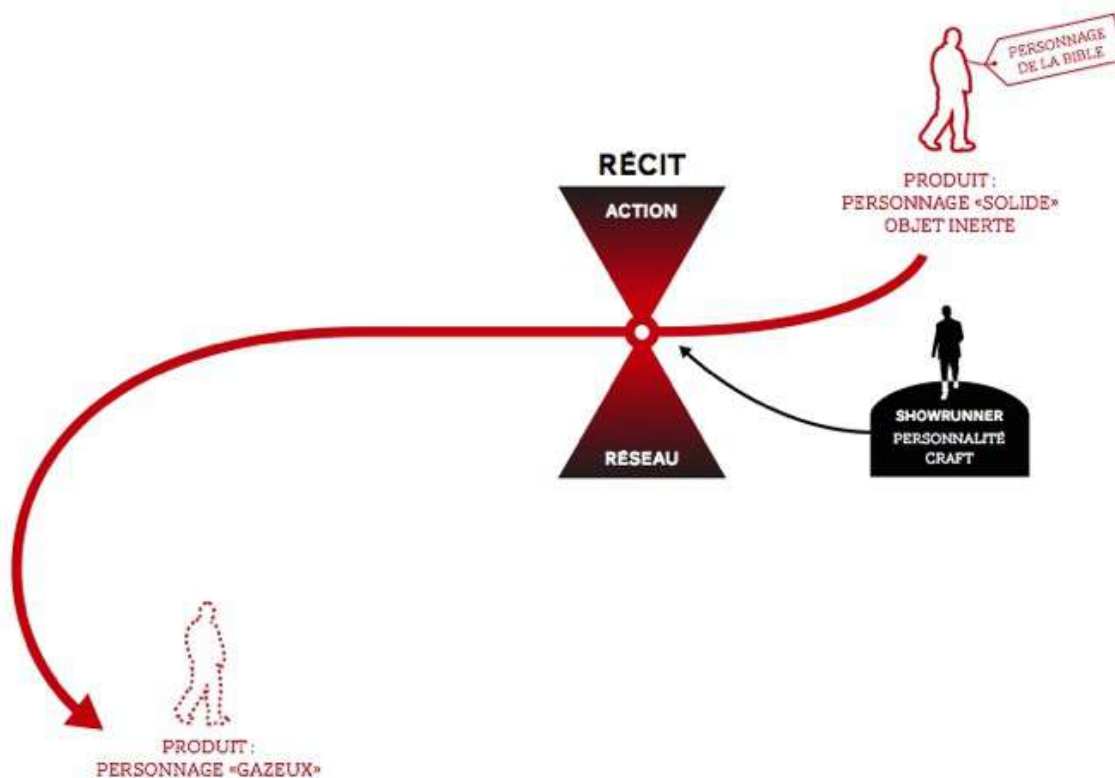 PERSONNAGE
DE LA BIBLE
PRODUIT :
PERSONNAGE «SOLIDE»
OBJET INERTE
RÉCIT
ACTION
RÉSEAU
SHOWRUNNER
PERSONNALITÉ
CRAFT
PRODUIT :
PERSONNAGE «GAZEUX»